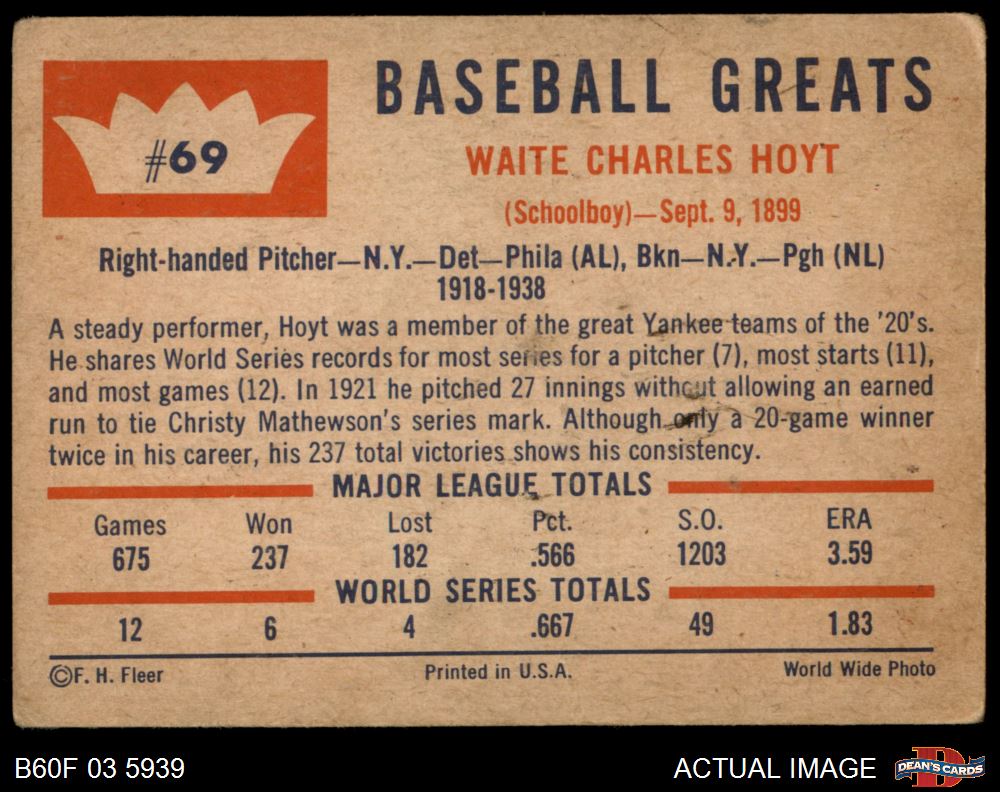 #69
BASEBALL GREATS
WAITE CHARLES HOYT
(Schoolboy)—Sept. 9, 1899
Right-handed Pitcher—N.Y.—Det—Phila (AL), Bkn—N.Y.—Pgh (NL)
1918-1938
A steady performer, Hoyt was a member of the great Yankee teams of the '20's.
He shares World Series records for most series for a pitcher (7), most starts (11),
and most games (12). In 1921 he pitched 27 innings without allowing an earned
run to tie Christy Mathewson's series mark. Although only a 20-game winner
twice in his career, his 237 total victories shows his consistency.
MAJOR LEAGUE TOTALS
Games Won Lost Pct. S.O. ERA
675 237 182 .566 1203 3.59
WORLD SERIES TOTALS
12 6 4 .667 49 1.83
©F. H. Fleer Printed in U.S.A. World Wide Photo
B60F 03 5939 ACTUAL IMAGE DEAN'S CARDS